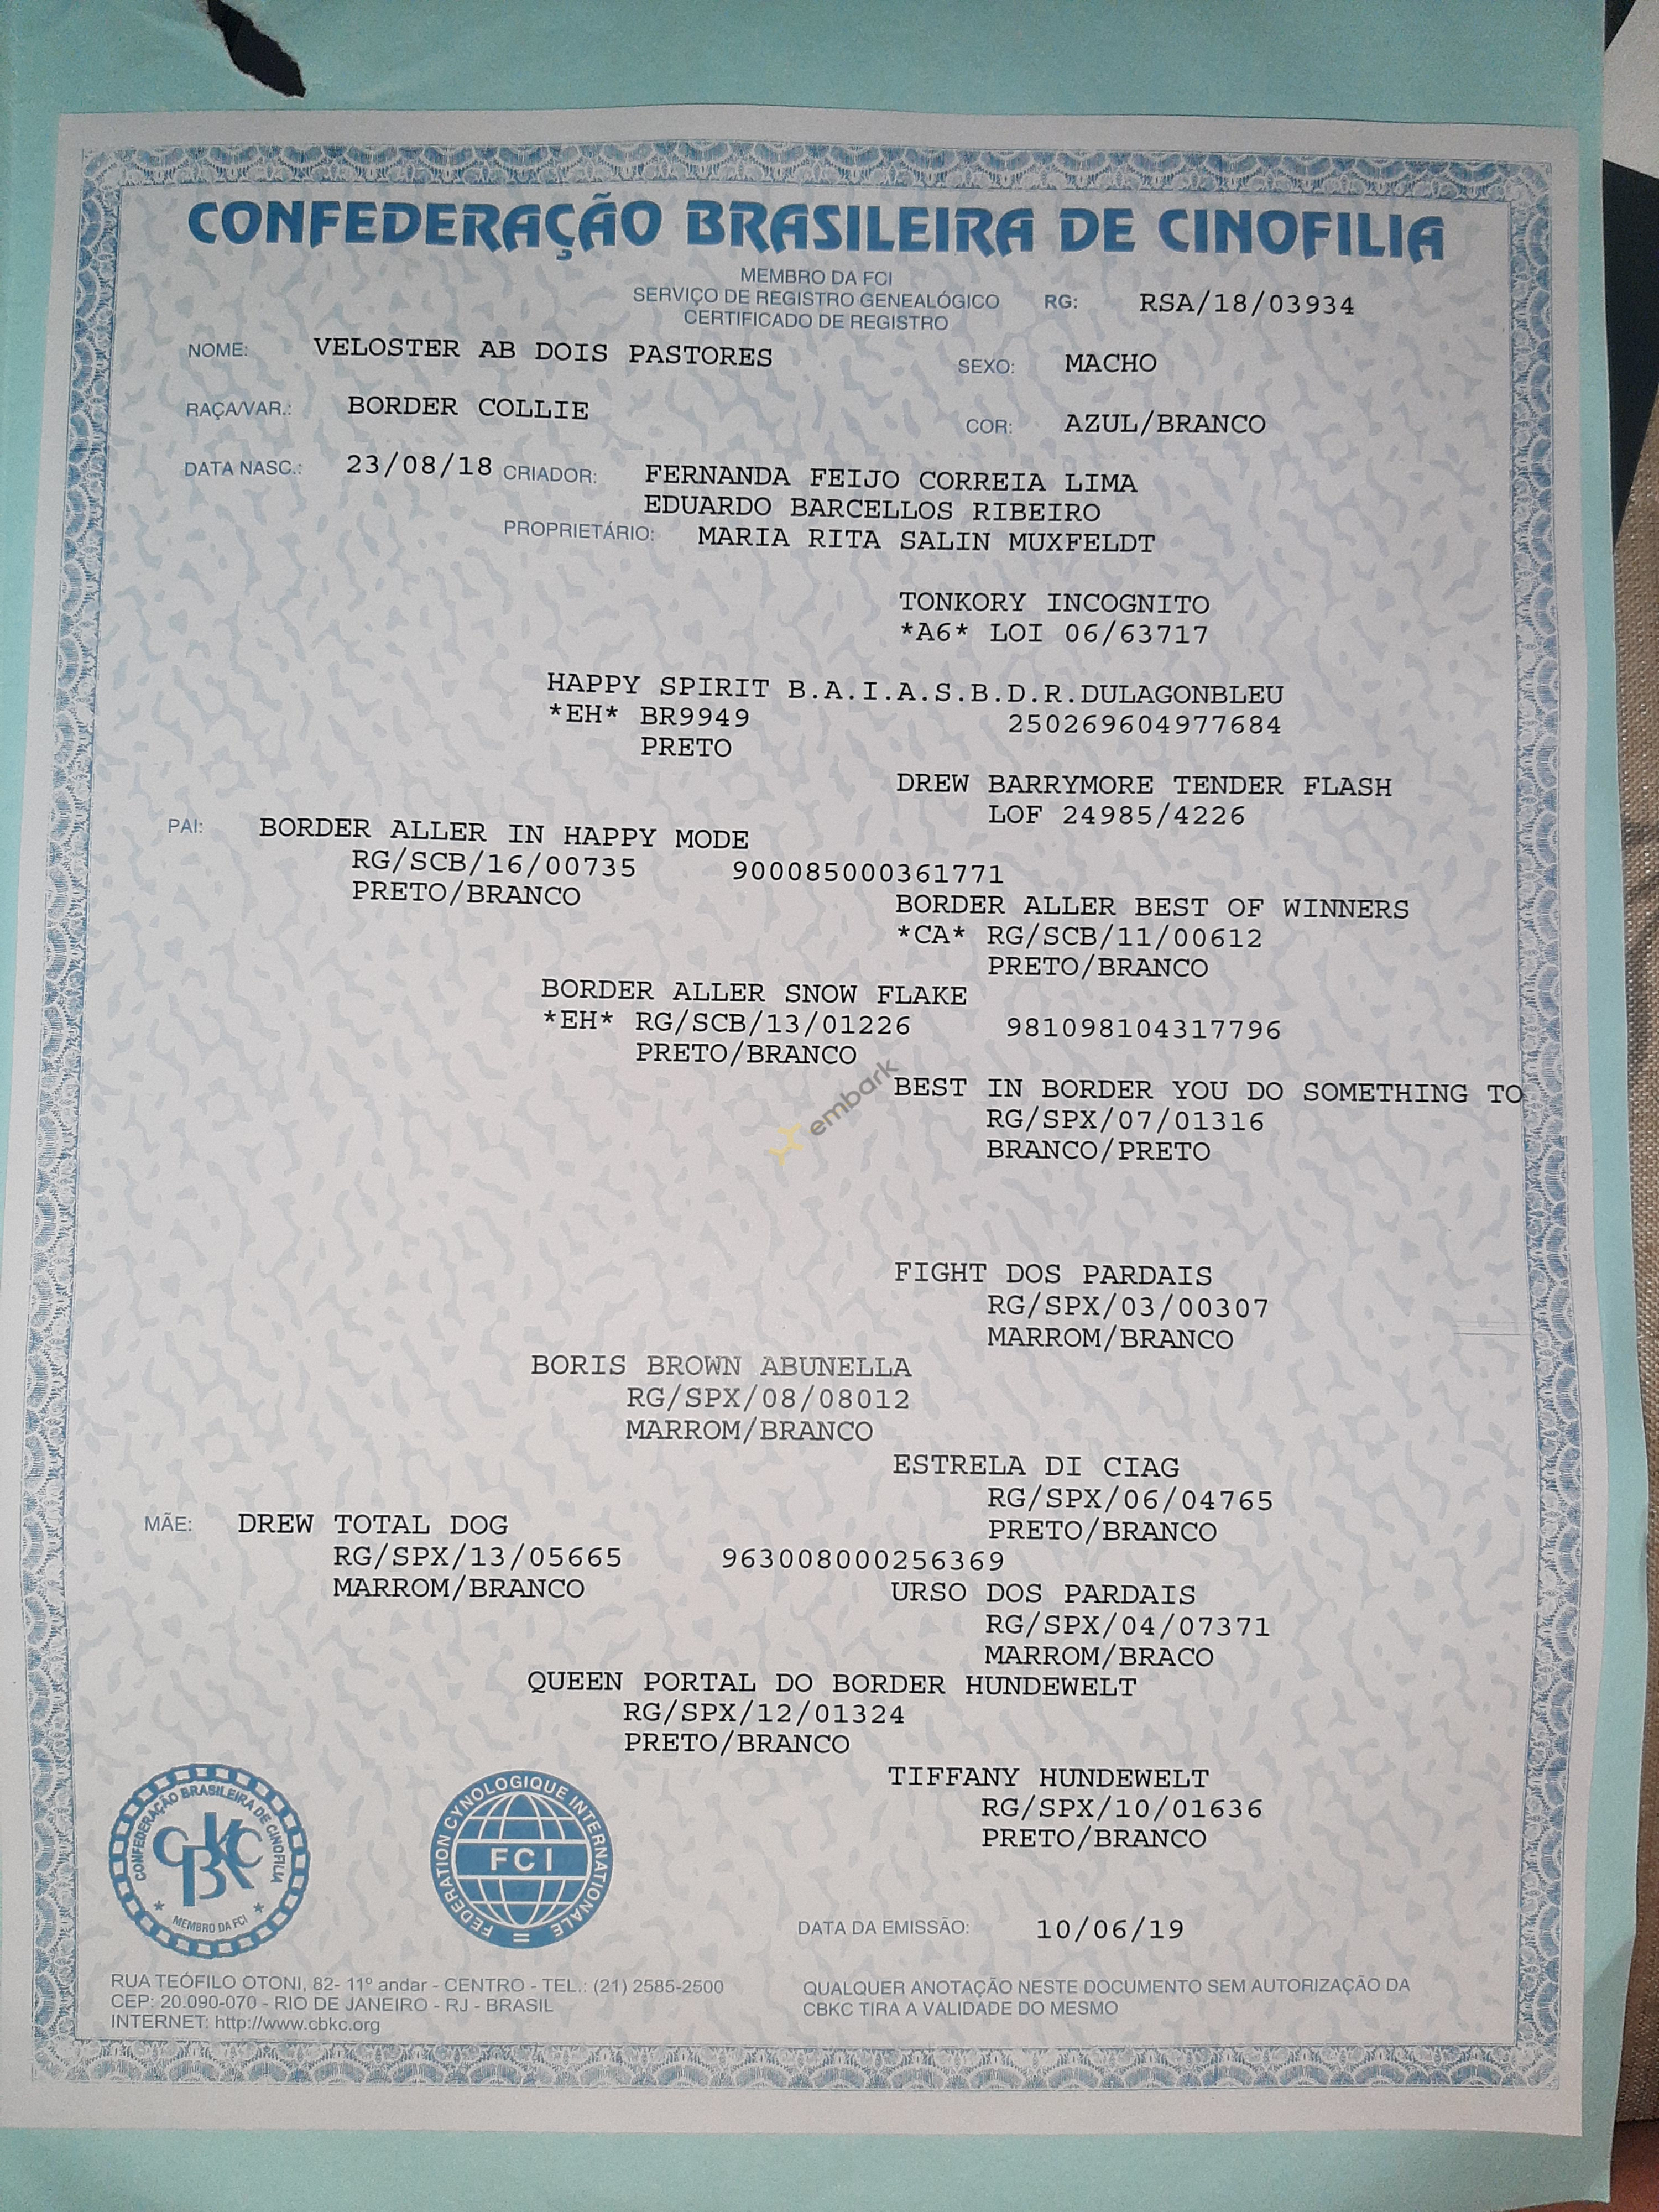 CONFEDERAÇÃO BRASILEIRA DE CINOFILIA
MEMBRO DA FCI
SERVIÇO DE REGISTRO GENEALÓGICO RG: RSA/18/03934
CERTIFICADO DE REGISTRO
NOME: VELOSTER AB DOIS PASTORES SEXO: MACHO
RAÇA/VAR.: BORDER COLLIE COR: AZUL/BRANCO
DATA NASC.: 23/08/18 CRIADOR: FERNANDA FEIJO CORREIA LIMA
EDUARDO BARCELLOS RIBEIRO
PROPRIETÁRIO: MARIA RITA SALIN MUXFELDT
TONKORY INCOGNITO
*A6* LOI 06/63717
HAPPY SPIRIT B.A.I.A.S.B.D.R.DULAGONBLEU
*EH* BR9949 250269604977684
PRETO
DREW BARRYMORE TENDER FLASH
LOF 24985/4226
PAI: BORDER ALLER IN HAPPY MODE
RG/SCB/16/00735 900085000361771
PRETO/BRANCO
BORDER ALLER BEST OF WINNERS
*CA* RG/SCB/11/00612
PRETO/BRANCO
BORDER ALLER SNOW FLAKE
*EH* RG/SCB/13/01226 981098104317796
PRETO/BRANCO
embark
BEST IN BORDER YOU DO SOMETHING TO
RG/SPX/07/01316
BRANCO/PRETO
FIGHT DOS PARDAIS
RG/SPX/03/00307
MARROM/BRANCO
BORIS BROWN ABUNELLA
RG/SPX/08/08012
MARROM/BRANCO
ESTRELA DI CIAG
RG/SPX/06/04765
PRETO/BRANCO
MÃE: DREW TOTAL DOG
RG/SPX/13/05665 963008000256369
MARROM/BRANCO
URSO DOS PARDAIS
RG/SPX/04/07371
MARROM/BRACO
QUEEN PORTAL DO BORDER HUNDEWELT
RG/SPX/12/01324
PRETO/BRANCO
TIFFANY HUNDEWELT
RG/SPX/10/01636
PRETO/BRANCO
CONFEDERAÇÃO BRASILEIRA DE CINOFILIA
CBKC
MEMBRO DA FCI
FEDERATION CYNOLOGIQUE INTERNATIONALE
FCI
DATA DA EMISSÃO: 10/06/19
RUA TEÓFILO OTONI, 82- 11º andar - CENTRO - TEL.: (21) 2585-2500
CEP: 20.090-070 - RIO DE JANEIRO - RJ - BRASIL
INTERNET: http://www.cbkc.org
QUALQUER ANOTAÇÃO NESTE DOCUMENTO SEM AUTORIZAÇÃO DA
CBKC TIRA A VALIDADE DO MESMO